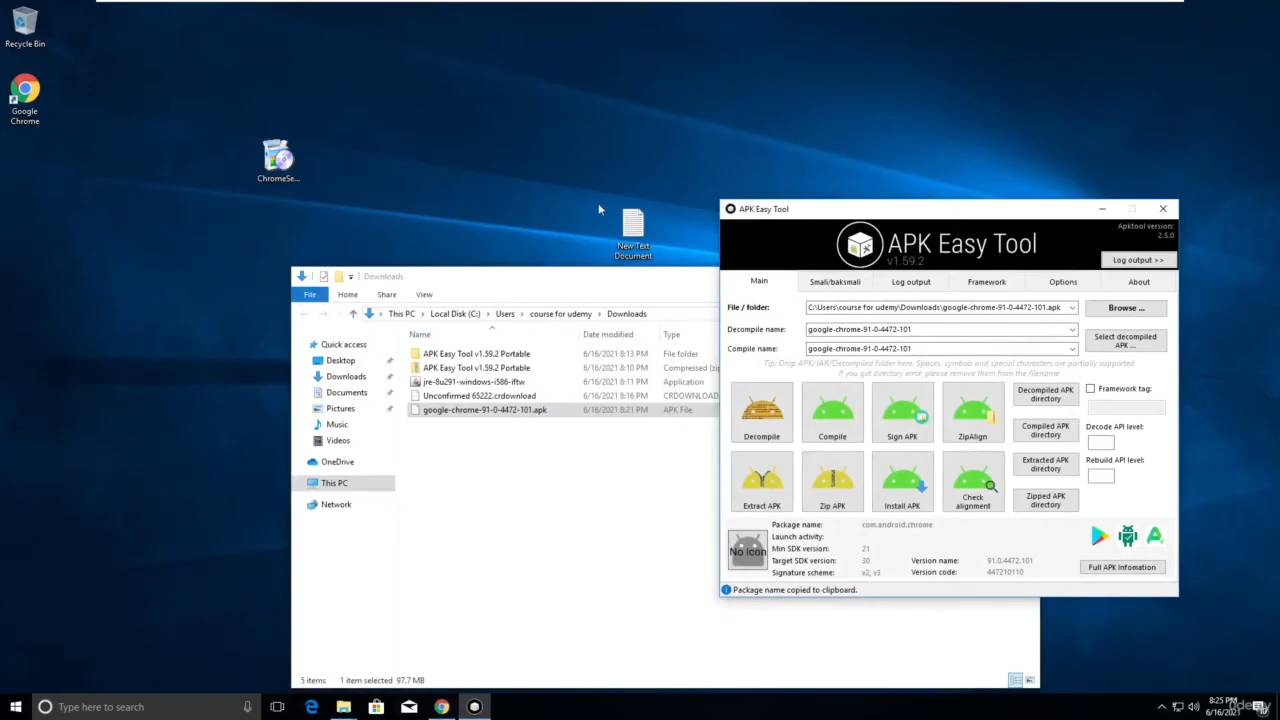 Recycle Bin
Google
Chrome
ChromeSe...
New Text
Document
Downloads
File
Home
Share
View
This PC
Local Disk (C:)
Users
course for udemy
Downloads
Name
Date modified
Type
Quick access
Desktop
Downloads
Documents
Pictures
Music
Videos
OneDrive
This PC
Network
APK Easy Tool v1.59.2 Portable
6/16/2021 8:13 PM
File folder
APK Easy Tool v1.59.2 Portable
6/16/2021 8:10 PM
Compressed (zip
jre-8u291-windows-i586-iftw
6/16/2021 8:11 PM
Application
Unconfirmed 65222.crdownload
6/16/2021 8:16 PM
CRDOWNLOAD
google-chrome-91-0-4472-101.apk
6/16/2021 8:21 PM
APK File
5 items
1 item selected 97.7 MB
APK Easy Tool
APK Easy Tool
v1.59.2
Apktool version:
2.5.0
Log output >>
Main
Smali/baksmali
Log output
Framework
Options
About
File / folder:
C:\Users\course for udemy\Downloads\google-chrome-91-0-4472-101.apk
Browse ...
Decompile name:
google-chrome-91-0-4472-101
Select decompiled
APK ...
Compile name:
google-chrome-91-0-4472-101
Tip: Drop APK/JAR/Decompiled folder here. Spaces, symbols and special characters are partially supported
If you got directory error, please remove them from the filename
Decompile
Compile
Sign APK
ZipAlign
Decompiled APK
directory
Compiled APK
directory
Framework tag:
Decode API level:
Extract APK
Zip APK
Install APK
Check
alignment
Extracted APK
directory
Zipped APK
directory
Rebuild API level:
No icon
Package name:
com.android.chrome
Launch activity:
Min SDK version:
21
Target SDK version:
30
Version name:
91.0.4472.101
Signature scheme:
v2, v3
Version code:
447210110
Full APK Infomation
Package name copied to clipboard.
Type here to search
8:25 PM
6/16/2021
udemy